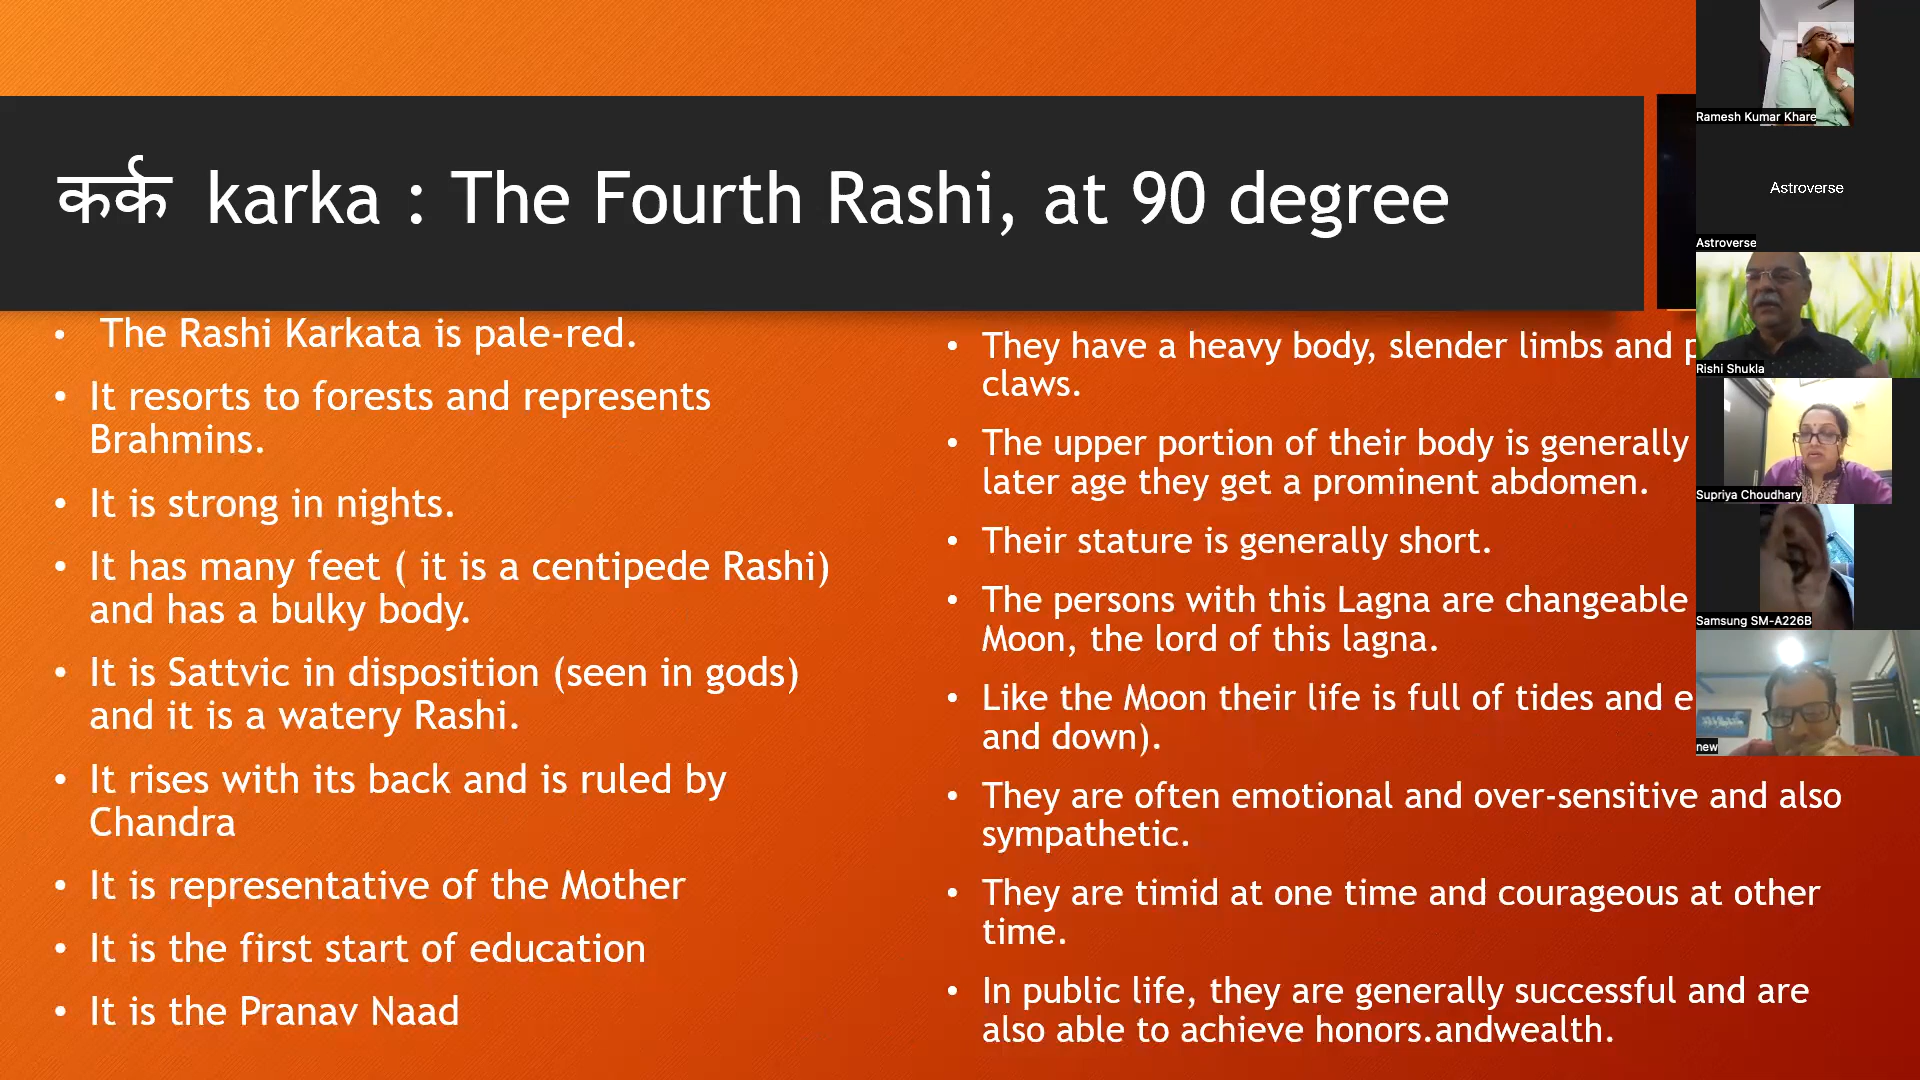 कर्क karka : The Fourth Rashi, at 90 degree
• The Rashi Karkata is pale-red.
• It resorts to forests and represents
Brahmins.
• It is strong in nights.
• It has many feet ( it is a centipede Rashi)
and has a bulky body.
• It is Sattvic in disposition (seen in gods)
and it is a watery Rashi.
• It rises with its back and is ruled by
Chandra
• It is representative of the Mother
• It is the first start of education
• It is the Pranav Naad
• They have a heavy body, slender limbs and
claws.
• The upper portion of their body is generally
later age they get a prominent abdomen.
• Their stature is generally short.
• The persons with this Lagna are changeable
Moon, the lord of this lagna.
• Like the Moon their life is full of tides and
and down).
• They are often emotional and over-sensitive and also
sympathetic.
• They are timid at one time and courageous at other
time.
• In public life, they are generally successful and are
also able to achieve honors.andwealth.
Ramesh Kumar Khare
Astroverse
Astroverse
Rishi Shukla
Supriya Choudhary
Samsung SM-A226B
new